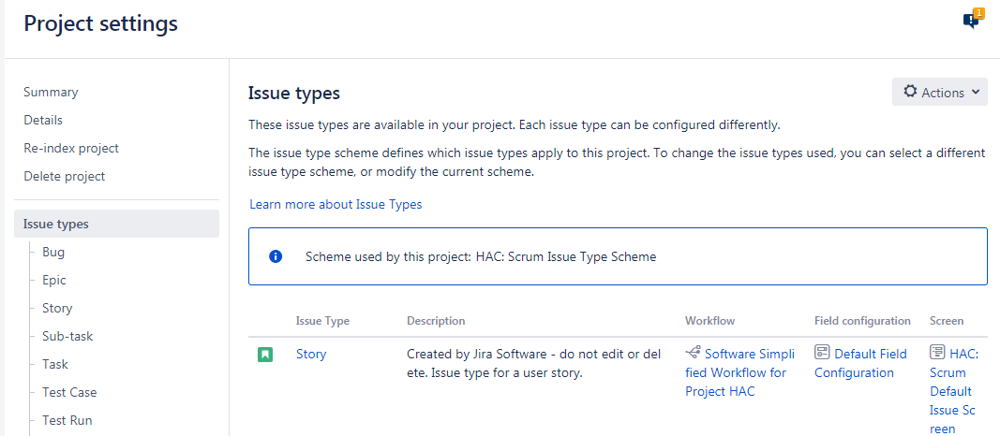 Project settings
1
Summary
Details
Re-index project
Delete project
Issue types
Bug
Epic
Story
Sub-task
Task
Test Case
Test Run
Issue types
Actions
These issue types are available in your project. Each issue type can be configured differently.
The issue type scheme defines which issue types apply to this project. To change the issue types used, you can select a different
issue type scheme, or modify the current scheme.
Learn more about Issue Types
Scheme used by this project: HAC: Scrum Issue Type Scheme
Issue Type Description Workflow Field configuration Screen
Story Created by Jira Software - do not edit or del Software Simpli Default Field HAC:
ete. Issue type for a user story. fied Workflow for Configuration Scrum
Project HAC Default
Issue Sc
reen